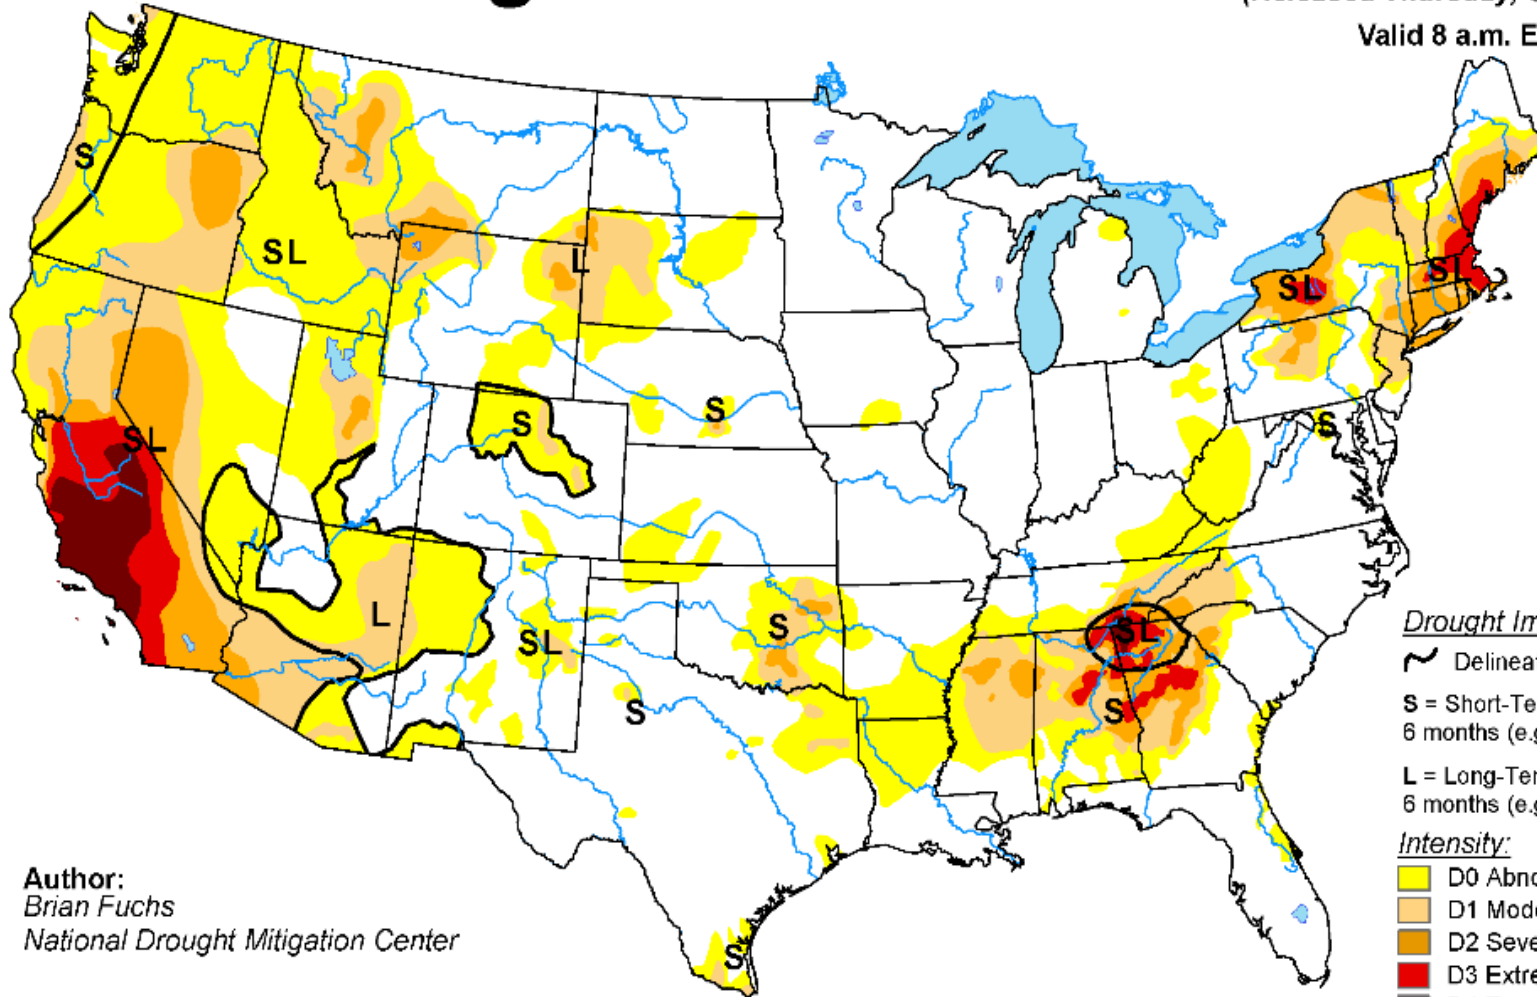 Valid 8 a.m. E
S
SL
L
SL
SL
SL
S
S
S
L
SL
S
SL
S
S
S
Drought Im
Delinea
S = Short-Te
6 months (e.g
L = Long-Ter
6 months (e.g
Intensity:
D0 Abno
D1 Mode
D2 Seve
D3 Extre
Author:
Brian Fuchs
National Drought Mitigation Center